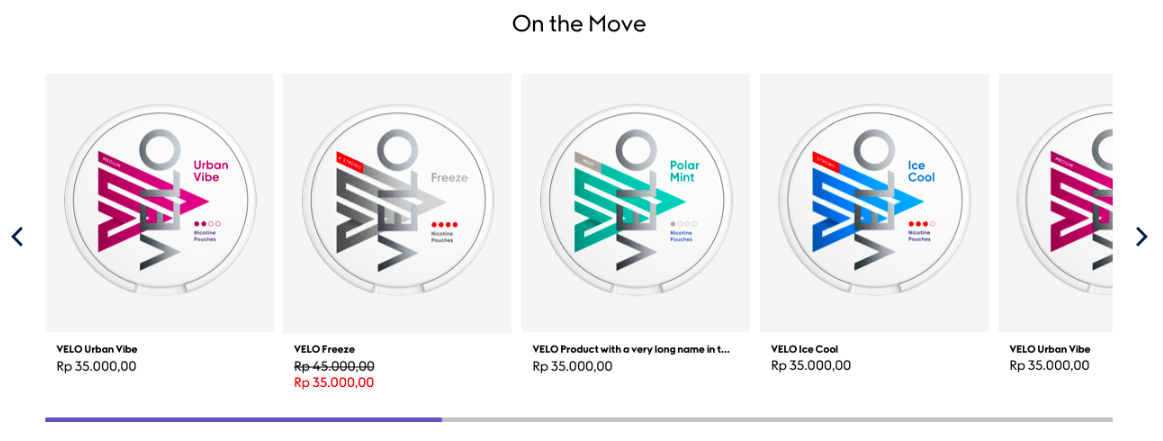 On the Move
MEDIUM
Urban
Vibe
VELO
Nicotine
Pouches
X-STRONG
Freeze
VELO
Nicotine
Pouches
MILD
Polar
Mint
VELO
Nicotine
Pouches
STRONG
Ice
Cool
VELO
Nicotine
Pouches
MEDIUM
VELO Urban Vibe
Rp 35.000,00
VELO Freeze
Rp 45.000,00
Rp 35.000,00
VELO Product with a very long name in t...
Rp 35.000,00
VELO Ice Cool
Rp 35.000,00
VELO Urban Vibe
Rp 35.000,00